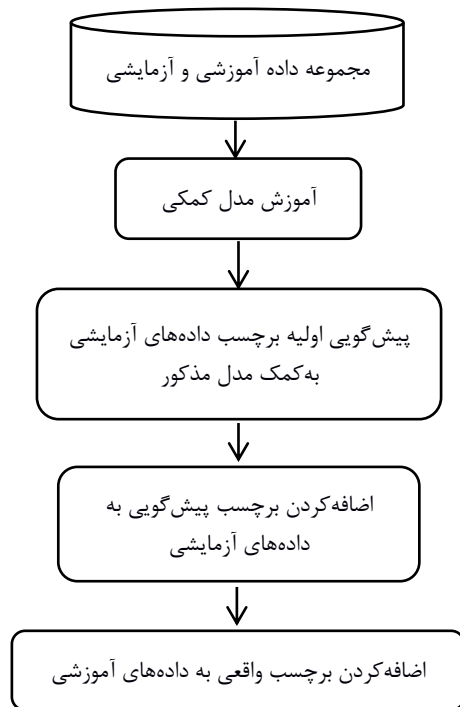 مجموعه داده آموزشی و آزمایشی
آموزش مدل کمکی
پیش‌گویی اولیه برچسب داده‌های آزمایشی
به‌کمک مدل مذکور
اضافه‌کردن برچسب پیش‌گویی به
داده‌های آزمایشی
اضافه‌کردن برچسب واقعی به داده‌های آموزشی